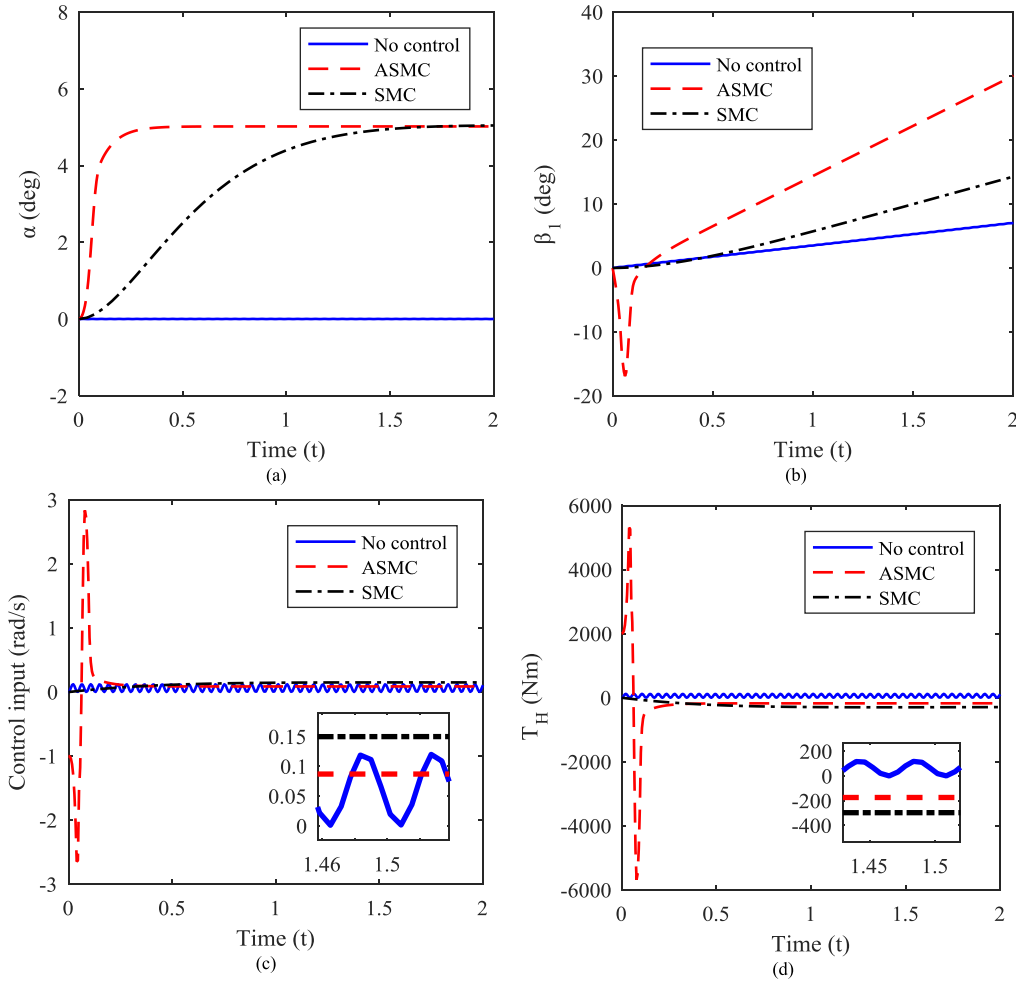 8
6
4
2
0
-2
α (deg)
No control
ASMC
SMC
0 0.5 1 1.5 2
Time (t)
(a)
40
30
20
10
0
-10
-20
β1 (deg)
No control
ASMC
SMC
0 0.5 1 1.5 2
Time (t)
(b)
3
2
1
0
-1
-2
-3
Control input (rad/s)
No control
ASMC
SMC
0.15
0.1
0.05
0
1.46 1.5
0 0.5 1 1.5 2
Time (t)
(c)
6000
4000
2000
0
-2000
-4000
-6000
T_H (Nm)
No control
ASMC
SMC
200
0
-200
-400
1.45 1.5
0 0.5 1 1.5 2
Time (t)
(d)